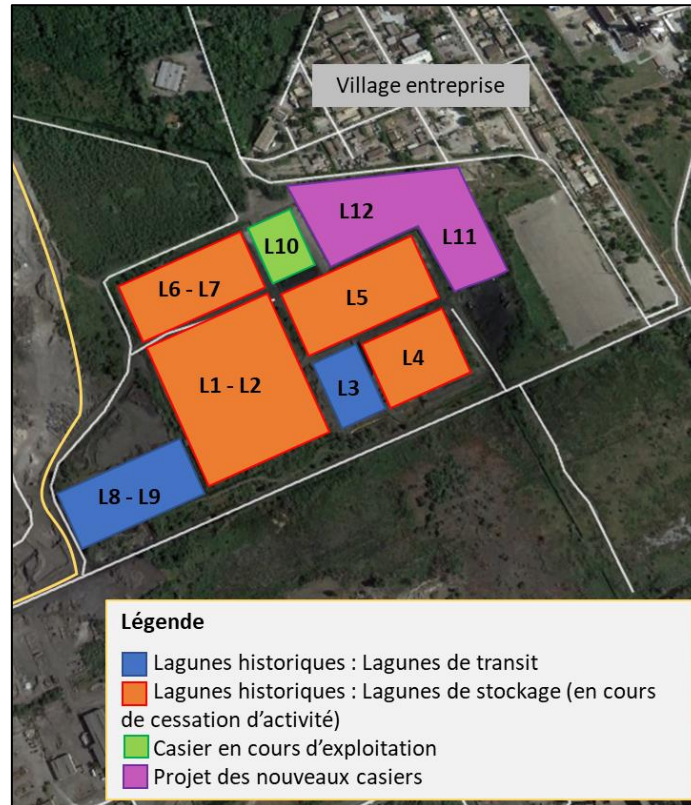 Village entreprise
L12
L10
L11
L6 - L7
L5
L1 - L2
L4
L3
L8 - L9
Légende
Lagunes historiques : Lagunes de transit
Lagunes historiques : Lagunes de stockage (en cours
de cessation d'activité)
Casier en cours d'exploitation
Projet des nouveaux casiers